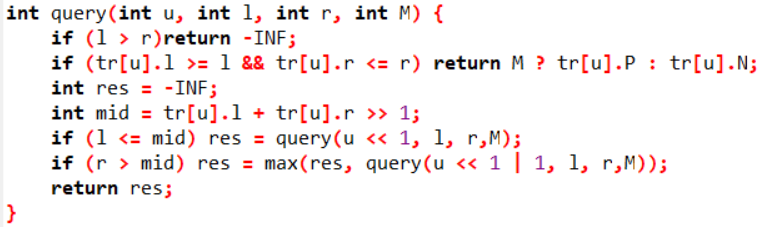 int query(int u, int l, int r, int M) {
    if (l > r)return -INF;
    if (tr[u].l >= l && tr[u].r <= r) return M ? tr[u].P : tr[u].N;
    int res = -INF;
    int mid = tr[u].l + tr[u].r >> 1;
    if (l <= mid) res = query(u << 1, l, r,M);
    if (r > mid) res = max(res, query(u << 1 | 1, l, r,M));
    return res;
}